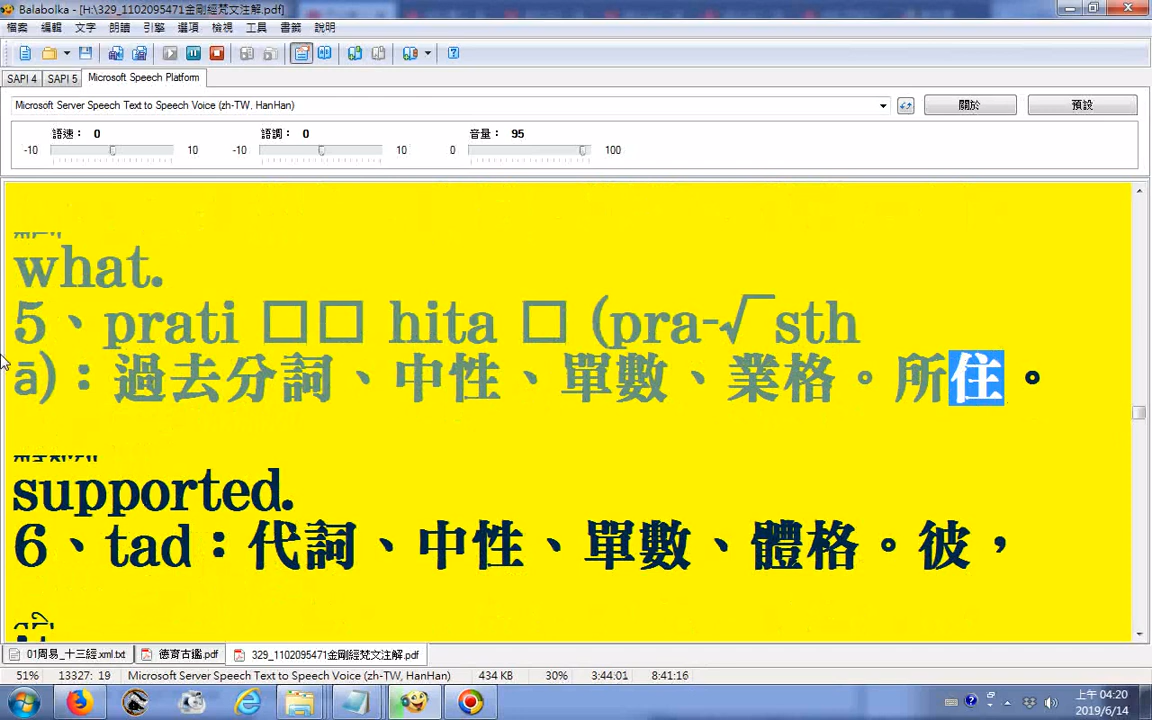 Balabolka - [H:\329_1102095471金剛經梵文注解.pdf]
檔案 編輯 文字 朗讀 引擎 選項 檢視 工具 書籤 說明
SAPI 4 SAPI 5 Microsoft Speech Platform
Microsoft Server Speech Text to Speech Voice (zh-TW, HanHan) 關於 預設
語速： 0 語調： 0 音量： 95
-10 10 -10 10 0 100
what.
5、prati □□ hita □ (pra-√sth
ā)：過去分詞、中性、單數、業格。所住。
supported.
6、tad：代詞、中性、單數、體格。彼，
01周易_十三經.xml.txt 德育古鑑.pdf 329_1102095471金剛經梵文注解.pdf
51% 13327: 19 Microsoft Server Speech Text to Speech Voice (zh-TW, HanHan) 434 KB 30% 3:44:01 8:41:16
上午 04:20
2019/6/14